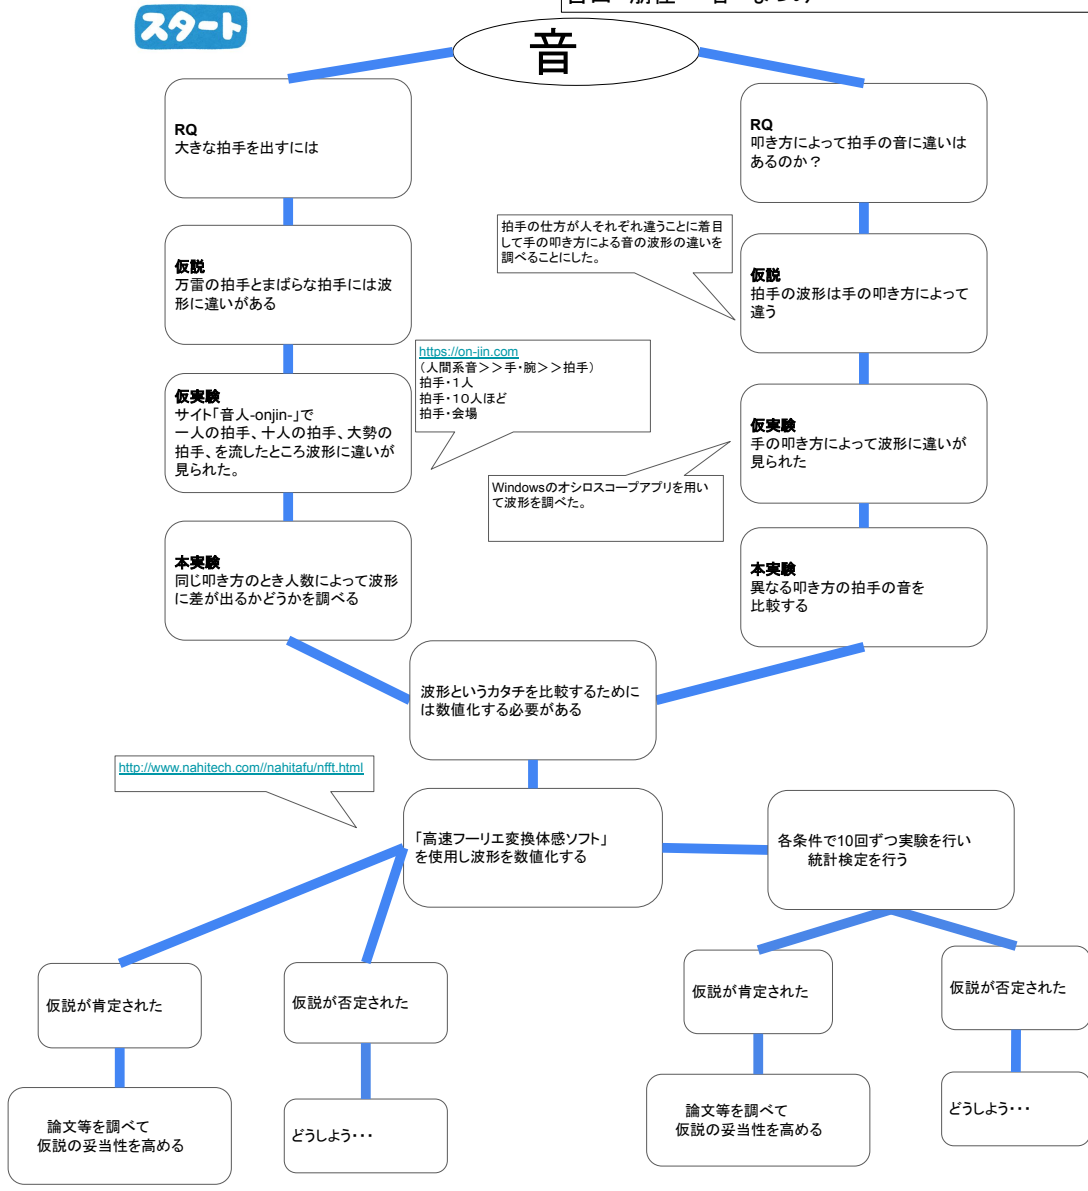 スタート
音
RQ
大きな拍手を出すには
RQ
叩き方によって拍手の音に違いは
あるのか？
仮説
万雷の拍手とまばらな拍手には波
形に違いがある
拍手の仕方が人それぞれ違うことに着目
して手の叩き方による音の波形の違いを
調べることにした。
仮説
拍手の波形は手の叩き方によって
違う
仮実験
サイト「音人-onjin-」で
一人の拍手、十人の拍手、大勢の
拍手、を流したところ波形に違いが
見られた。
https://on-jin.com
（人間系音＞＞手・腕＞＞拍手）
拍手・１人
拍手・１０人ほど
拍手・会場
仮実験
手の叩き方によって波形に違いが
見られた
Windowsのオシロスコープアプリを用い
て波形を調べた。
本実験
同じ叩き方のとき人数によって波形
に差が出るかどうかを調べる
本実験
異なる叩き方の拍手の音を
比較する
波形というカタチを比較するために
は数値化する必要がある
http://www.nahitech.com//nahitafu/nfft.html
「高速フーリエ変換体感ソフト」
を使用し波形を数値化する
各条件で10回ずつ実験を行い
統計検定を行う
仮説が肯定された
仮説が否定された
仮説が肯定された
仮説が否定された
論文等を調べて
仮説の妥当性を高める
どうしよう・・・
論文等を調べて
仮説の妥当性を高める
どうしよう・・・